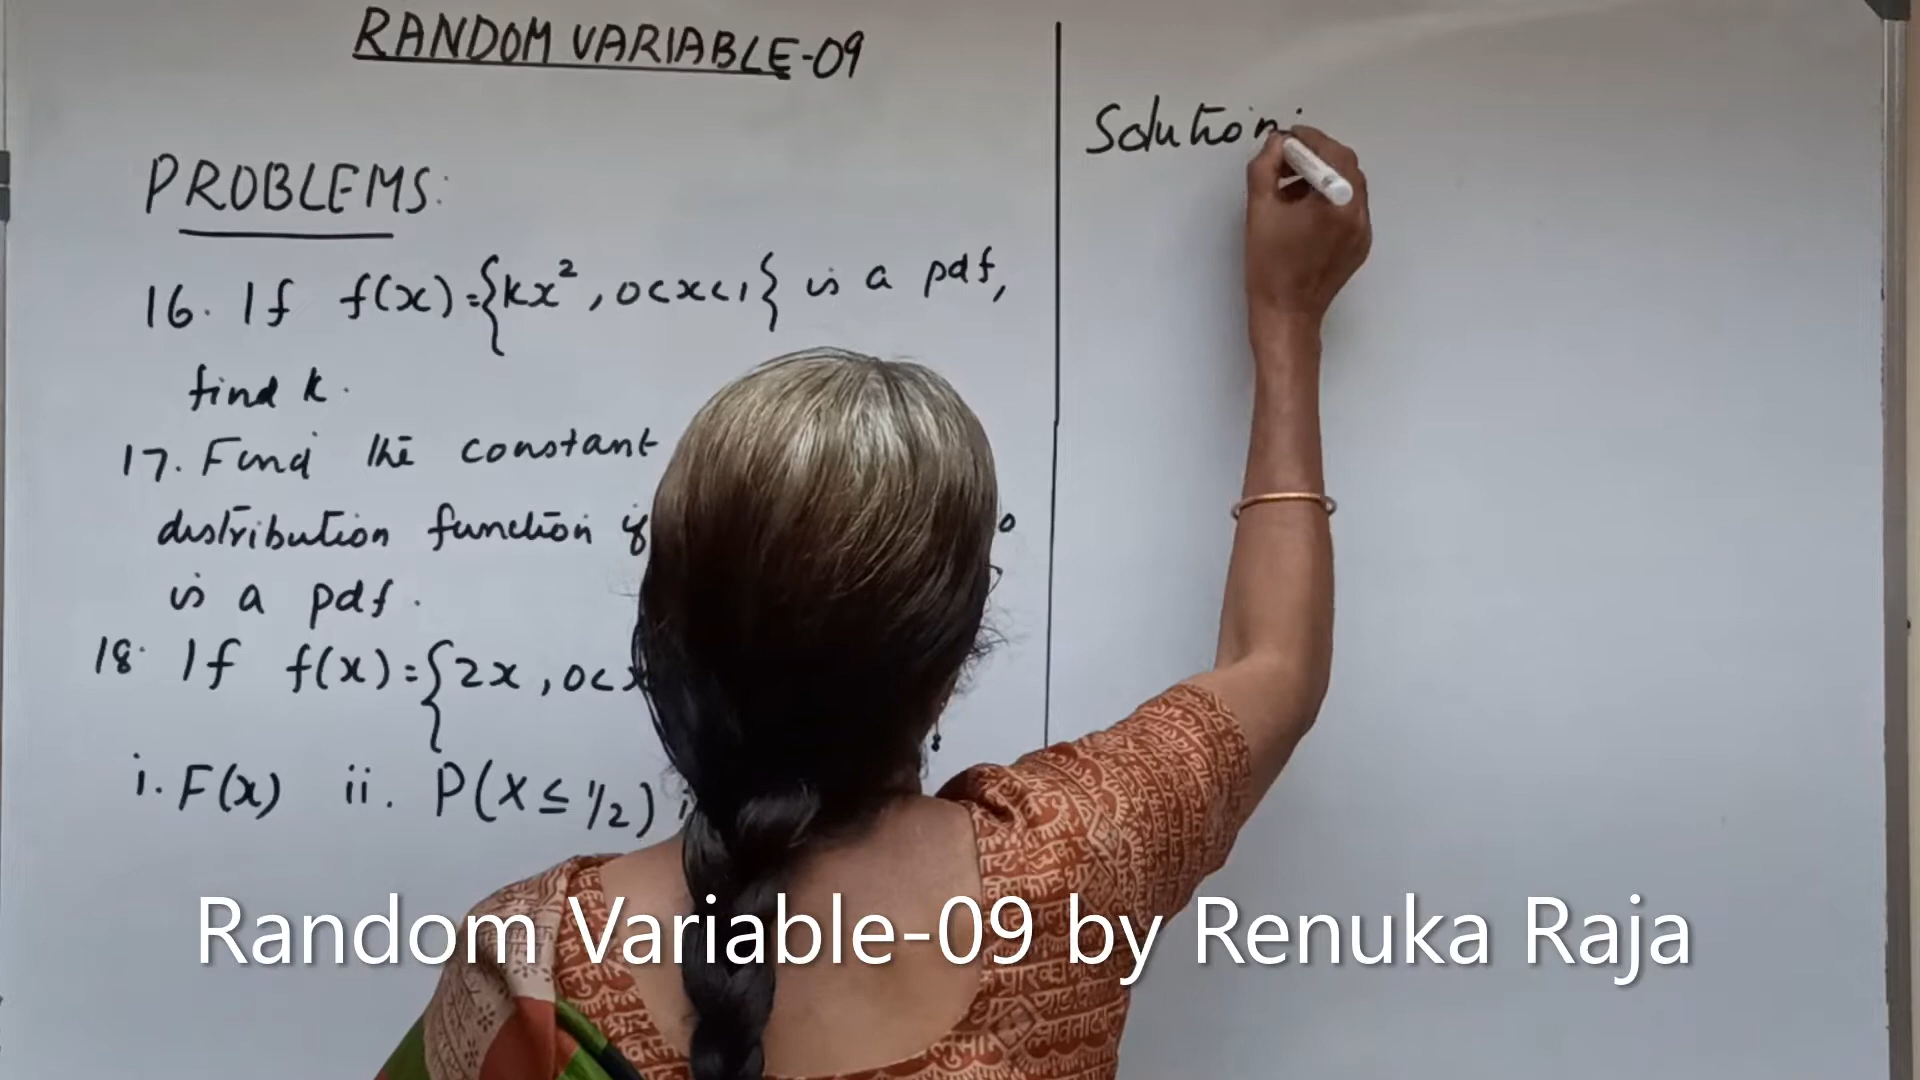 RANDOM VARIABLE-09
PROBLEMS:
16. If f(x)={kx², 0<x<1} is a pdf,
find k.
17. Find the constant
distribution function if
is a pdf.
18. If f(x)={2x, 0<x
i. F(x) ii. P(X≤1/2)
Solution:
Random Variable-09 by Renuka Raja